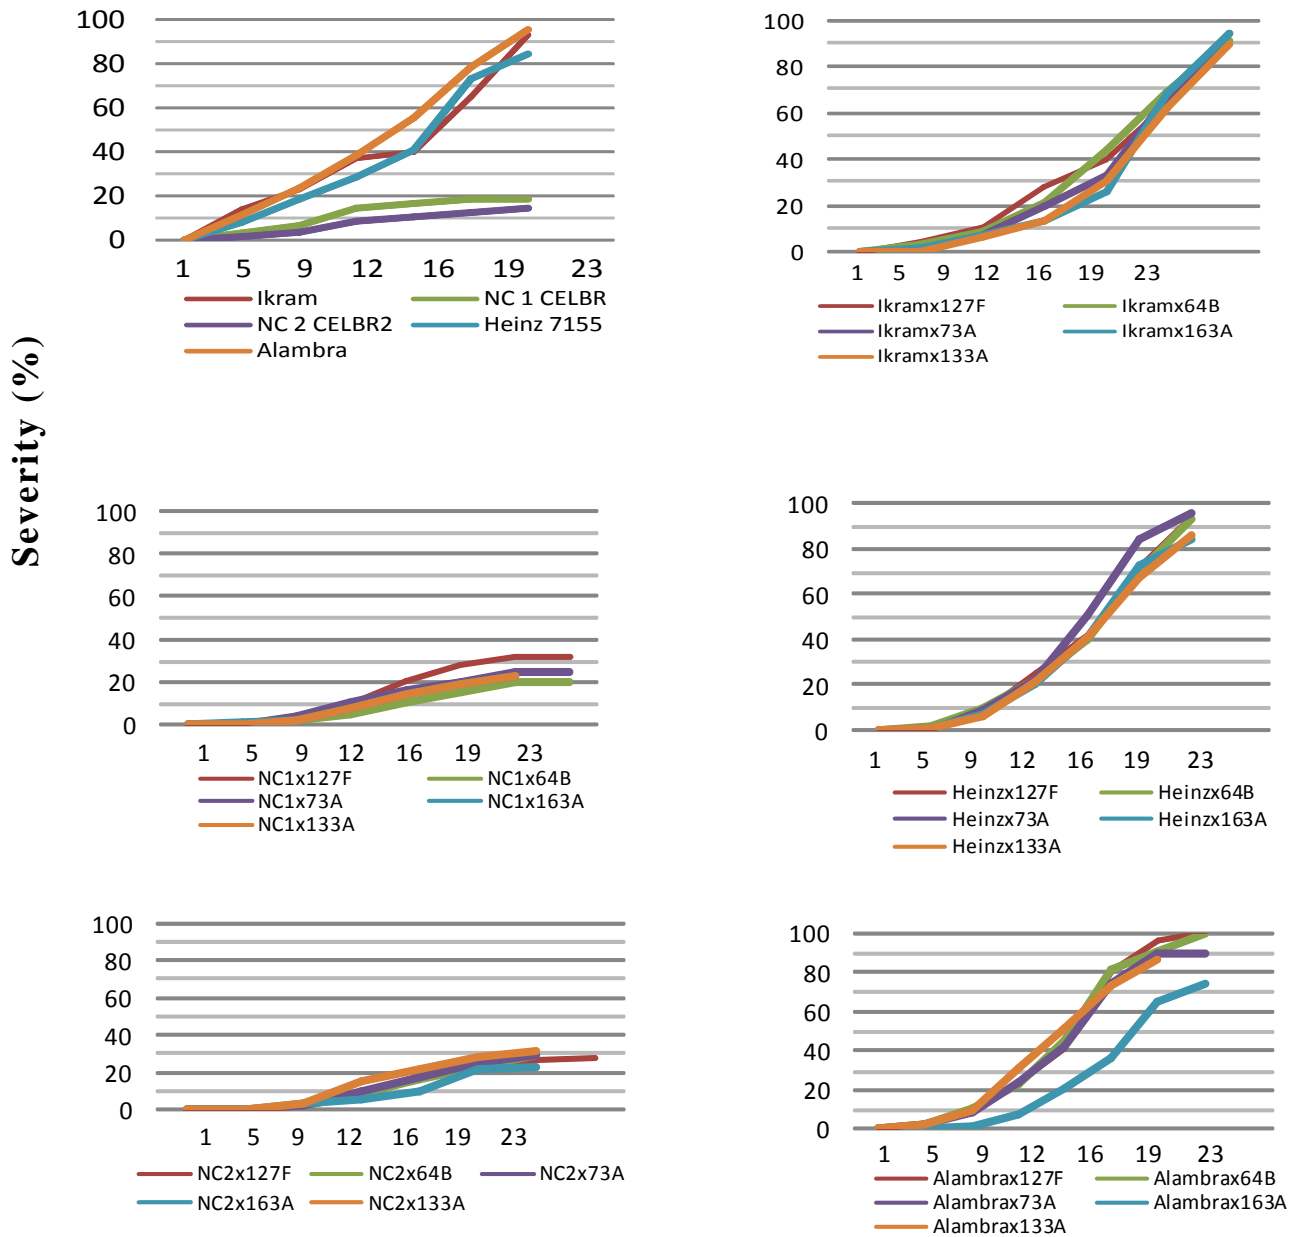 Severity (%)
100
80
60
40
20
0
1 5 9 12 16 19 23
Ikram NC 1 CELBR
NC 2 CELBR2 Heinz 7155
Alambra
100
80
60
40
20
0
1 5 9 12 16 19 23
Ikramx127F Ikramx64B
Ikramx73A Ikramx163A
Ikramx133A
100
80
60
40
20
0
1 5 9 12 16 19 23
NC1x127F NC1x64B
NC1x73A NC1x163A
NC1x133A
100
80
60
40
20
0
1 5 9 12 16 19 23
Heinzx127F Heinzx64B
Heinzx73A Heinzx163A
Heinzx133A
100
80
60
40
20
0
1 5 9 12 16 19 23
NC2x127F NC2x64B NC2x73A
NC2x163A NC2x133A
100
80
60
40
20
0
1 5 9 12 16 19 23
Alambrax127F Alambrax64B
Alambrax73A Alambrax163A
Alambrax133A